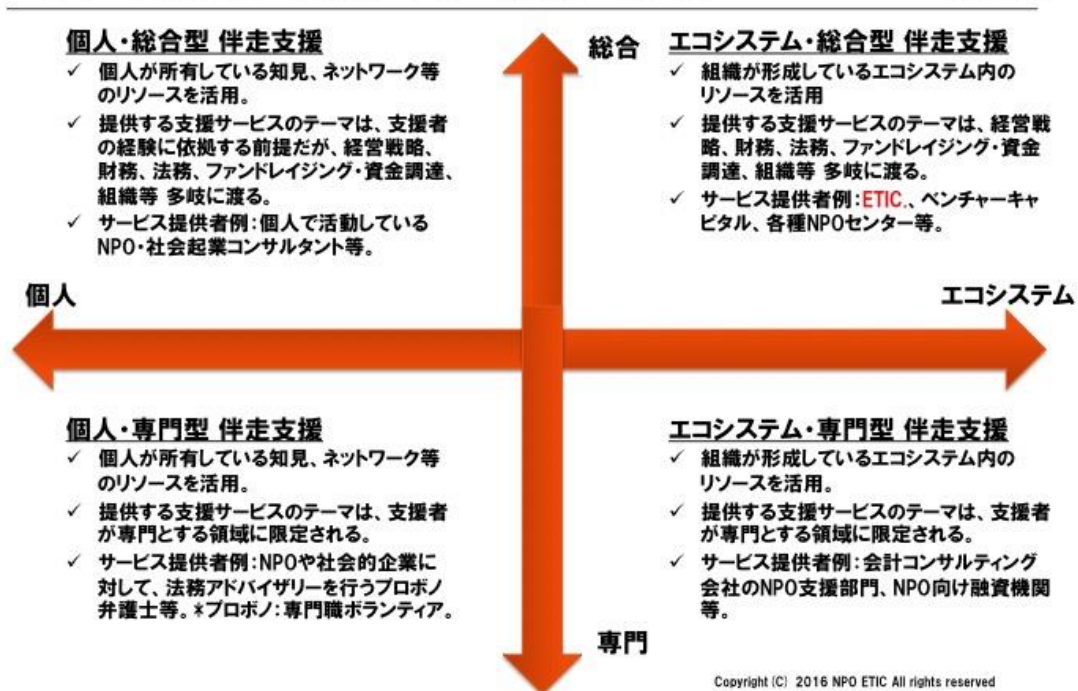 個人・総合型 伴走支援
✓ 個人が所有している知見、ネットワーク等
のリソースを活用。
✓ 提供する支援サービスのテーマは、支援者
の経験に依拠する前提だが、経営戦略、
財務、法務、ファンドレイジング・資金調達、
組織等 多岐に渡る。
✓ サービス提供者例：個人で活動している
NPO・社会起業コンサルタント等。
総合
エコシステム・総合型 伴走支援
✓ 組織が形成しているエコシステム内の
リソースを活用
✓ 提供する支援サービスのテーマは、経営戦
略、財務、法務、ファンドレイジング・資金
調達、組織等 多岐に渡る。
✓ サービス提供者例：ETIC.、ベンチャーキャ
ピタル、各種NPOセンター等。
個人
エコシステム
個人・専門型 伴走支援
✓ 個人が所有している知見、ネットワーク等
のリソースを活用。
✓ 提供する支援サービスのテーマは、支援者
が専門とする領域に限定される。
✓ サービス提供者例：NPOや社会的企業に
対して、法務アドバイザリーを行うプロボノ
弁護士等。*プロボノ：専門職ボランティア。
エコシステム・専門型 伴走支援
✓ 組織が形成しているエコシステム内の
リソースを活用。
✓ 提供する支援サービスのテーマは、支援者
が専門とする領域に限定される。
✓ サービス提供者例：会計コンサルティング
会社のNPO支援部門、NPO向け融資機関
等。
専門
Copyright (C) 2016 NPO ETIC All rights reserved